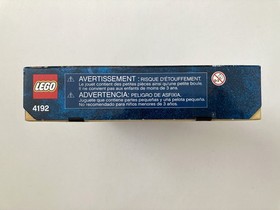 LEGO
4192
AVERTISSEMENT : RISQUE D'ÉTOUFFEMENT.
Le jouet contient des petites pièces ainsi qu'une petite boule.
Il ne convient pas aux enfants de moins de 3 ans.
ADVERTENCIA: PELIGRO DE ASFIXIA.
Juguete que contiene partes pequeñas y una pelota pequeña.
No recomendado para niños menores de 3 años.